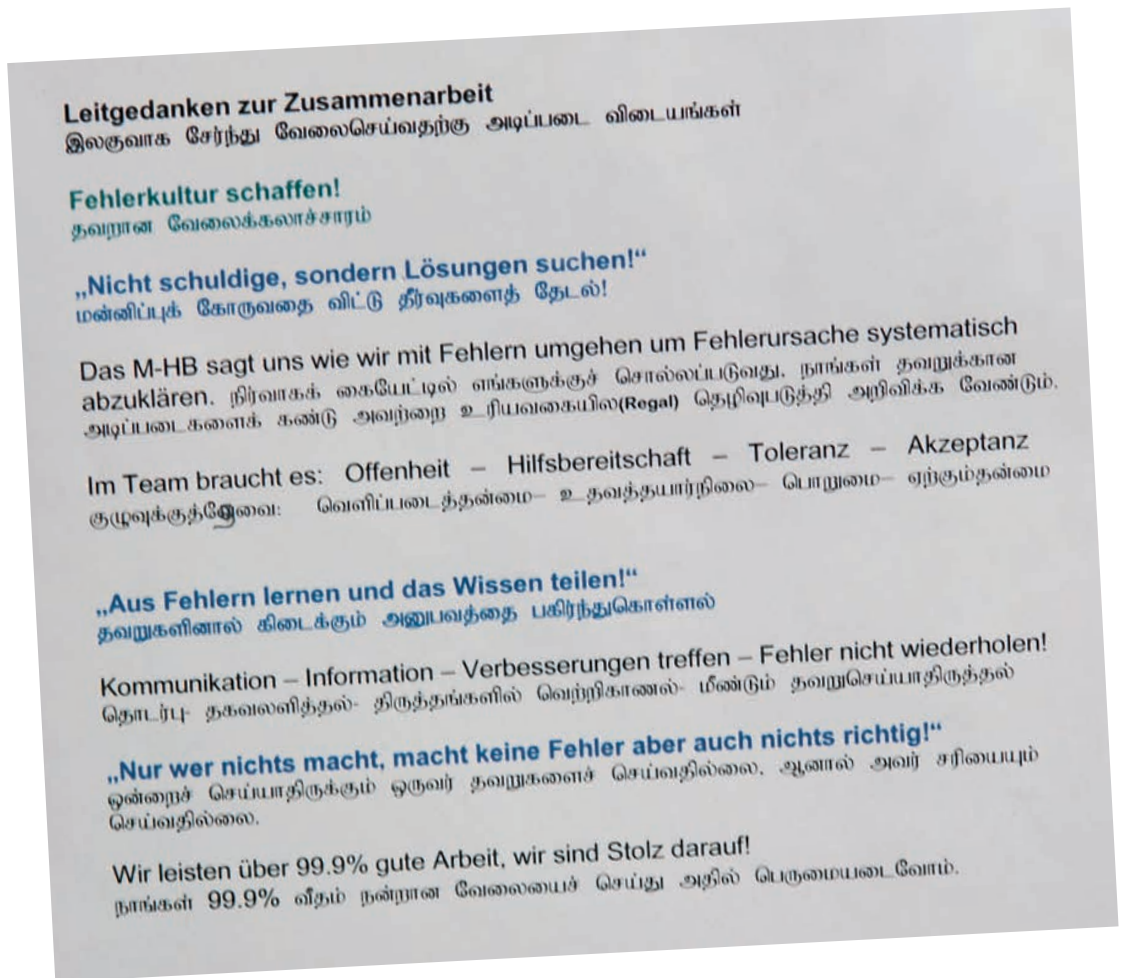 Leitgedanken zur Zusammenarbeit
இலகுவாக சேர்ந்து வேலைசெய்வதற்கு அடிப்படை விடையங்கள்
Fehlerkultur schaffen!
தவறான வேலைக்கலாச்சாரம்
„Nicht schuldige, sondern Lösungen suchen!“
மன்னிப்புக் கோருவதை விட்டு தீர்வுகளைத் தேடல்!
Das M-HB sagt uns wie wir mit Fehlern umgehen um Fehlerursache systematisch
abzuklären. நிர்வாகக் கையேட்டில் எங்களுக்குச் சொல்லப்படுவது. நாங்கள் தவறுக்கான
அடிப்படைகளைக் கண்டு அவற்றை உரியவகையில(Regal) தெழிவுபடுத்தி அறிவிக்க வேண்டும்.
Im Team braucht es: Offenheit – Hilfsbereitschaft – Toleranz – Akzeptanz
வெளிப்படைத்தன்மை– உதவத்தயார்நிலை– பொறுமை– ஏற்கும்தன்மை
„Aus Fehlern lernen und das Wissen teilen!“
தவறுகளினால் கிடைக்கும் அனுபவத்தை பகிர்ந்துகொள்ளல்
Kommunikation – Information – Verbesserungen treffen – Fehler nicht wiederholen!
தொடர்பு- தகவலளித்தல்- திருத்தங்களில் வெற்றிகாணல்- மீண்டும் தவறுசெய்யாதிருத்தல்
„Nur wer nichts macht, macht keine Fehler aber auch nichts richtig!“
ஒன்றைச் செய்யாதிருக்கும் ஒருவர் தவறுகளைச் செய்வதில்லை. ஆனால் அவர் சரியையும்
செய்வதில்லை.
Wir leisten über 99.9% gute Arbeit, wir sind Stolz darauf!
நாங்கள் 99.9% வீதம் நன்றான வேலையைச் செய்து அதில் பெருமையடைவோம்.